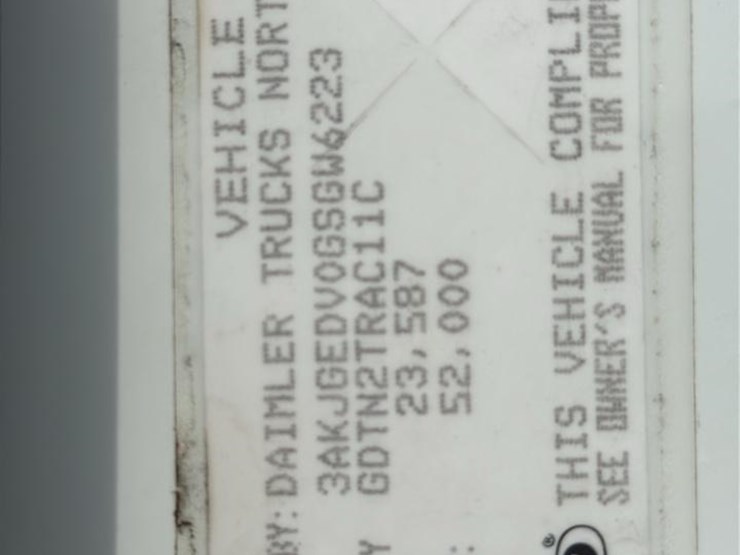 VEHICLE
BY: DAIMLER TRUCKS NORT
3AKJGEDV0GSGW6223
Y GDTN2TRAC11C
23,587
: 52,000
THIS VEHICLE COMPLI
SEE OWNER'S MANUAL FOR PROP
®